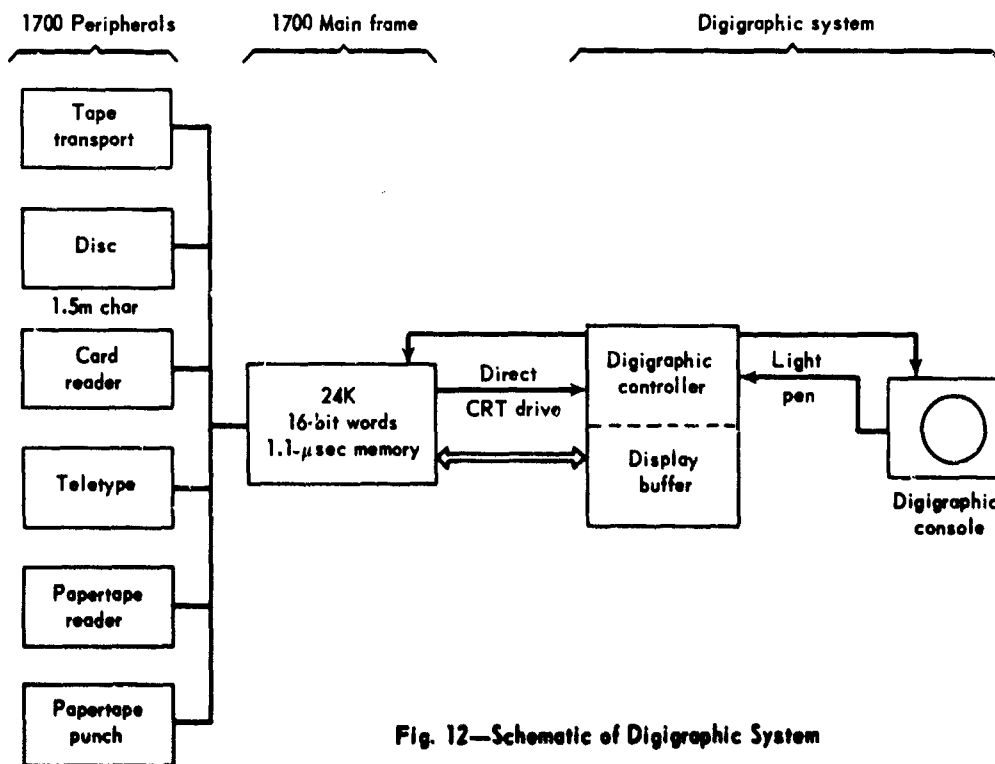 1700 Peripherals
1700 Main frame
Digigraphic system
Tape
transport
Disc
1.5m char
Card
reader
Teletype
Papertape
reader
Papertape
punch
24K
16-bit words
1.1-μsec memory
Direct
CRT drive
Digigraphic
controller
Display
buffer
Light
pen
Digigraphic
console
Fig. 12—Schematic of Digigraphic System